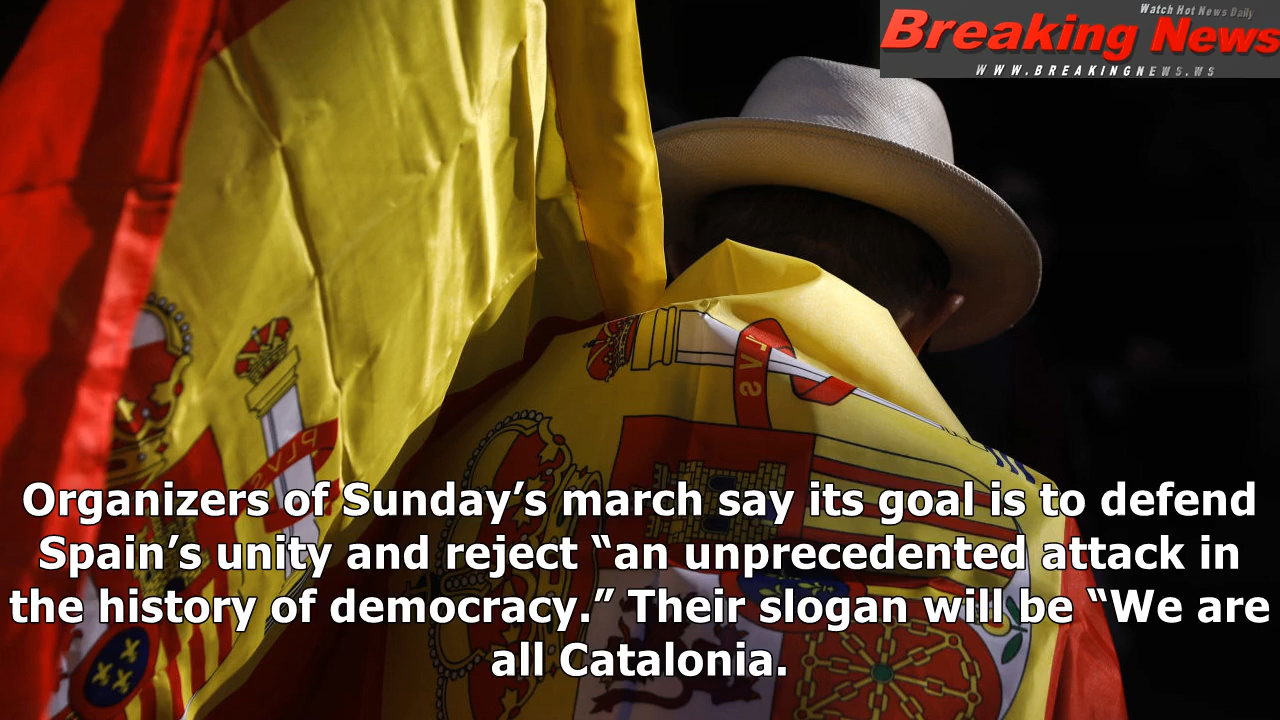 Watch Hot News Daily
Breaking News
WWW.BREAKINGNEWS.WS
PLVS
PLVS
Organizers of Sunday’s march say its goal is to defend
Spain’s unity and reject “an unprecedented attack in
the history of democracy.” Their slogan will be “We are
all Catalonia.